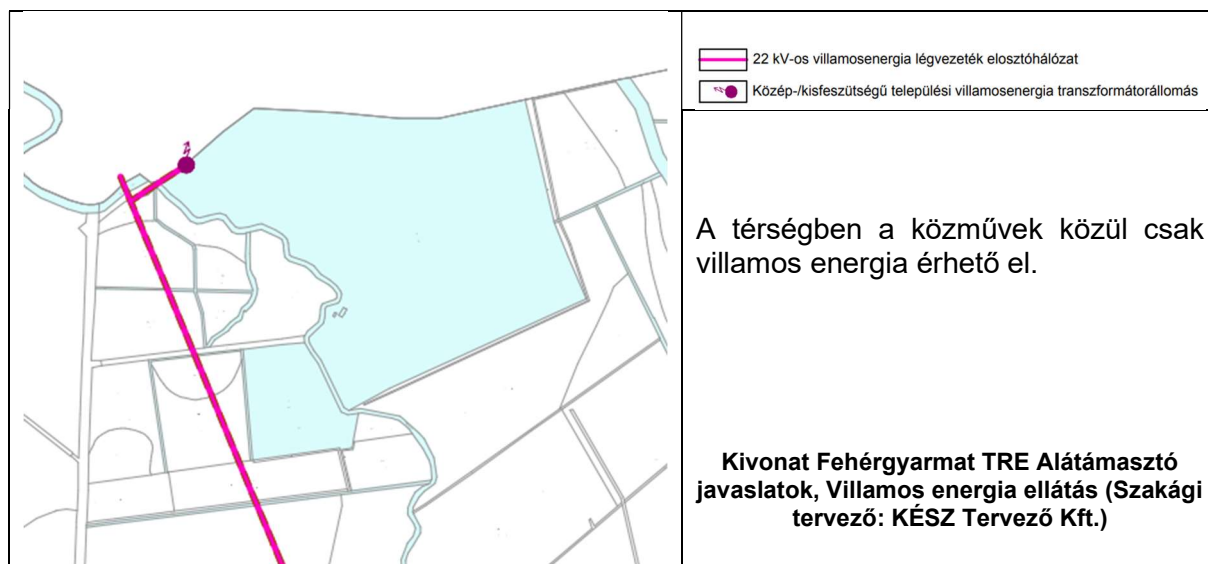 22 kV-os villamosenergia légvezeték elosztóhálózat
Közép-/kisfeszütségű települési villamosenergia transzformátorállomás
A térségben a közművek közül csak
villamos energia érhető el.
Kivonat Fehérgyarmat TRE Alátámasztó
javaslatok, Villamos energia ellátás (Szakági
tervező: KÉSZ Tervező Kft.)